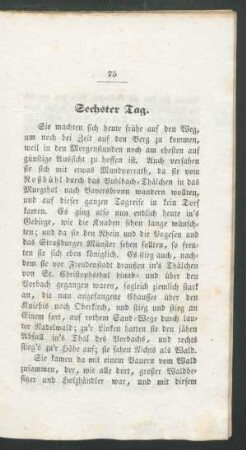 75
Sechster Tag.
Sie machten sich heute frühe auf den Weg,
um noch bei Zeit auf den Berg zu kommen,
weil in den Morgenstunden noch am ehesten auf
günstige Aussicht zu hoffen ist. Auch versahen
sie sich mit etwas Mundvorrath, da sie vom
Roßbühl durch das Buhlbach-Thälchen in das
Murgthal nach Bayersbronn wandern wollten,
und auf dieser ganzen Tagreise in kein Dorf
kamen. Es ging also nun endlich heute in's
Gebirge, wie die Knaben schon lange wünsch-
ten; und da sie den Rhein und die Vogesen und
das Straßburger Münster sehen sollten, so freu-
ten sie sich eben königlich. Es stieg auch, nach-
dem sie vor Freudenstadt draußen in's Thälchen
von St. Christophsthal hinab- und über den
Vorbach gegangen waren, sogleich ziemlich stark
an, die nun angefangene Chaussee über den
Kniebis nach Oberkirch, und stieg und stieg an
Einem fort, auf rothem Sand-Wege durch lau-
ter Nadelwald; zu'r Linken hatten sie den jähen
Abfall in's Thal des Vorbachs, und rechts
stieg's zu'r Höhe auf; sie sahen Nichts als Wald.
Sie kamen da mit einem Bauern vom Wald
zusammen, der, wie alle dort, großer Waldbe-
sitzer und Holzhändler war, und mit diesem